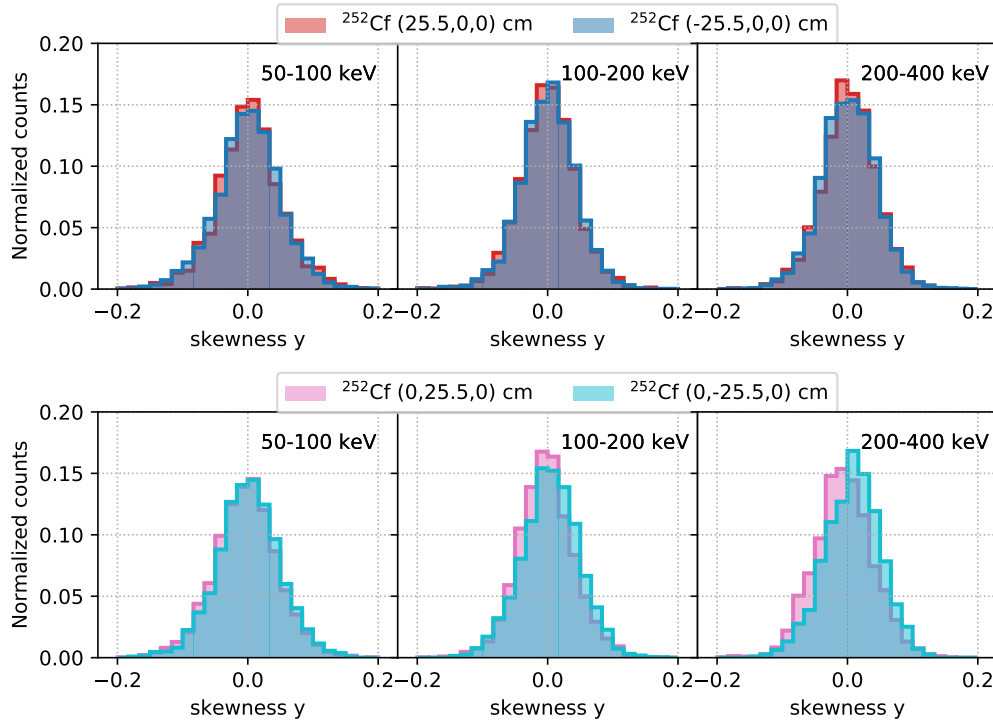 ²⁵²Cf (25.5,0,0) cm ²⁵²Cf (-25.5,0,0) cm
0.20
0.15
0.10
0.05
0.00
Normalized counts
50-100 keV 100-200 keV 200-400 keV
−0.2 0.0 0.2 −0.2 0.0 0.2 −0.2 0.0 0.2
skewness y skewness y skewness y
²⁵²Cf (0,25.5,0) cm ²⁵²Cf (0,-25.5,0) cm
0.20
0.15
0.10
0.05
0.00
Normalized counts
50-100 keV 100-200 keV 200-400 keV
−0.2 0.0 0.2 −0.2 0.0 0.2 −0.2 0.0 0.2
skewness y skewness y skewness y